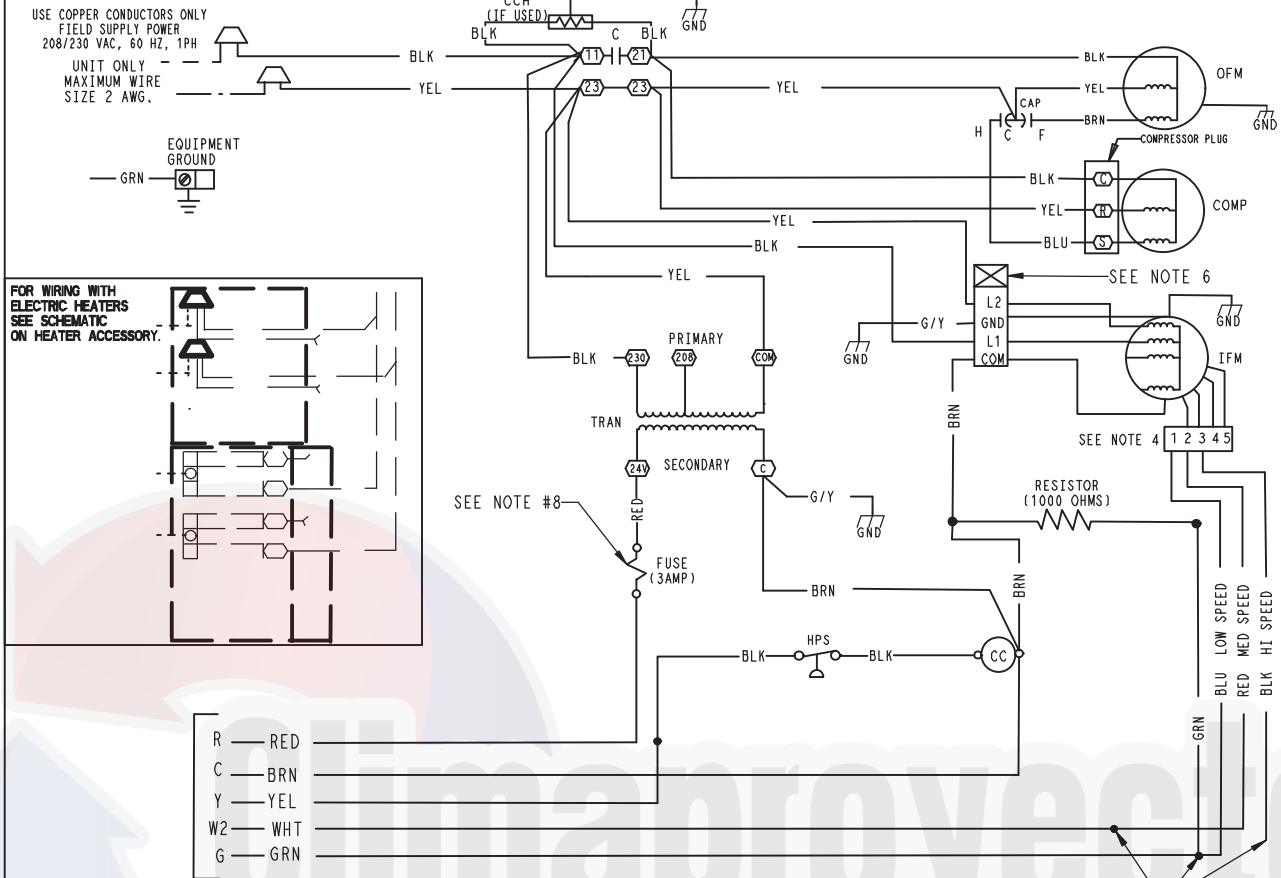 USE COPPER CONDUCTORS ONLY
FIELD SUPPLY POWER
208/230 VAC, 60 HZ, 1PH
UNIT ONLY
MAXIMUM WIRE
SIZE 2 AWG.
CCH
(IF USED)
GND
BLK
C
BLK
BLK
11
21
BLK
OFM
YEL
23
23
YEL
YEL
CAP
BRN
GND
H
C
F
COMPRESSOR PLUG
EQUIPMENT
GROUND
GRN
BLK
C
YEL
R
COMP
BLU
S
YEL
BLK
YEL
SEE NOTE 6
FOR WIRING WITH
ELECTRIC HEATERS
SEE SCHEMATIC
ON HEATER ACCESSORY.
L2
GND
L1
COM
G/Y
GND
GND
IFM
BLK
230
PRIMARY
208
COM
TRAN
BRN
24V
SECONDARY
C
SEE NOTE 4
1 2 3 4 5
SEE NOTE #8
RED
G/Y
GND
RESISTOR
(1000 OHMS)
FUSE
(3AMP)
BRN
BRN
BLU LOW SPEED
RED MED SPEED
BLK HI SPEED
BLK
HPS
BLK
CC
GRN
R
RED
C
BRN
Y
YEL
W2
WHT
G
GRN